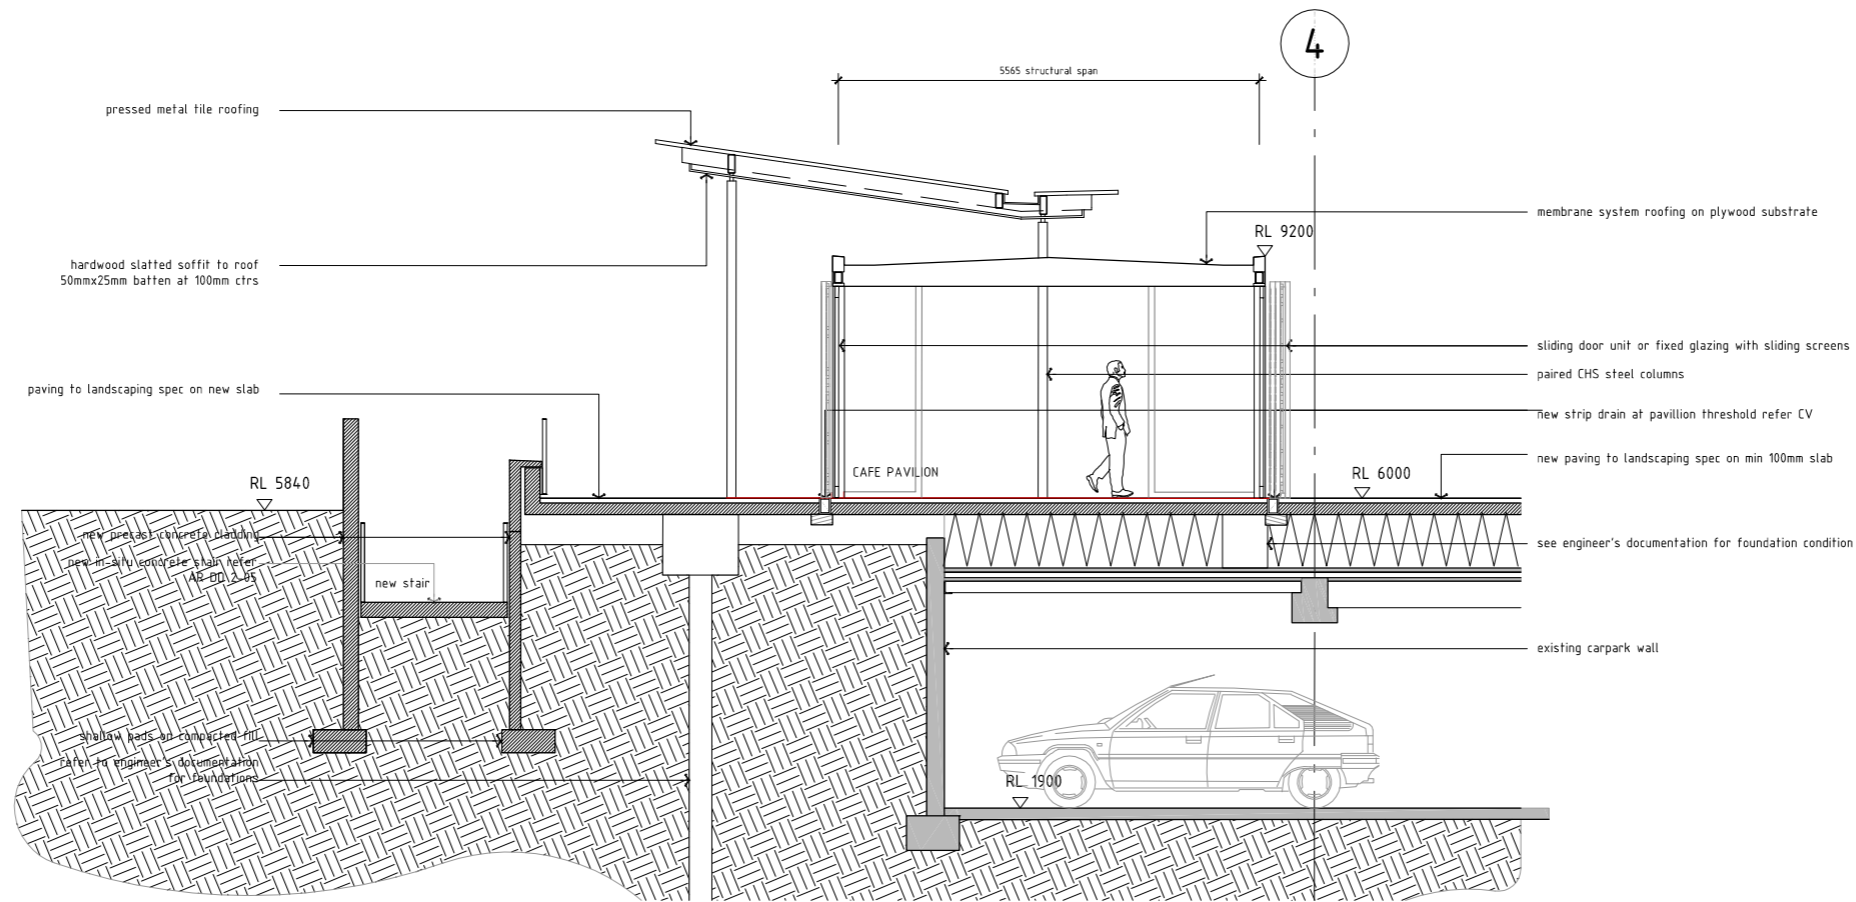 4
5565 structural span
pressed metal tile roofing
membrane system roofing on plywood substrate
RL 9200
hardwood slatted soffit to roof
50mmx25mm batten at 100mm ctrs
sliding door unit or fixed glazing with sliding screens
paired CHS steel columns
paving to landscaping spec on new slab
new strip drain at pavillion threshold refer CV
new paving to landscaping spec on min 100mm slab
CAFE PAVILION
RL 6000
RL 5840
new precast concrete cladding
see engineer's documentation for foundation condition
new in-situ concrete stair refer
AR DD 2-05
new stair
existing carpark wall
shallow pads on compacted fill
refer to engineer's documentation
for foundations
RL 1900